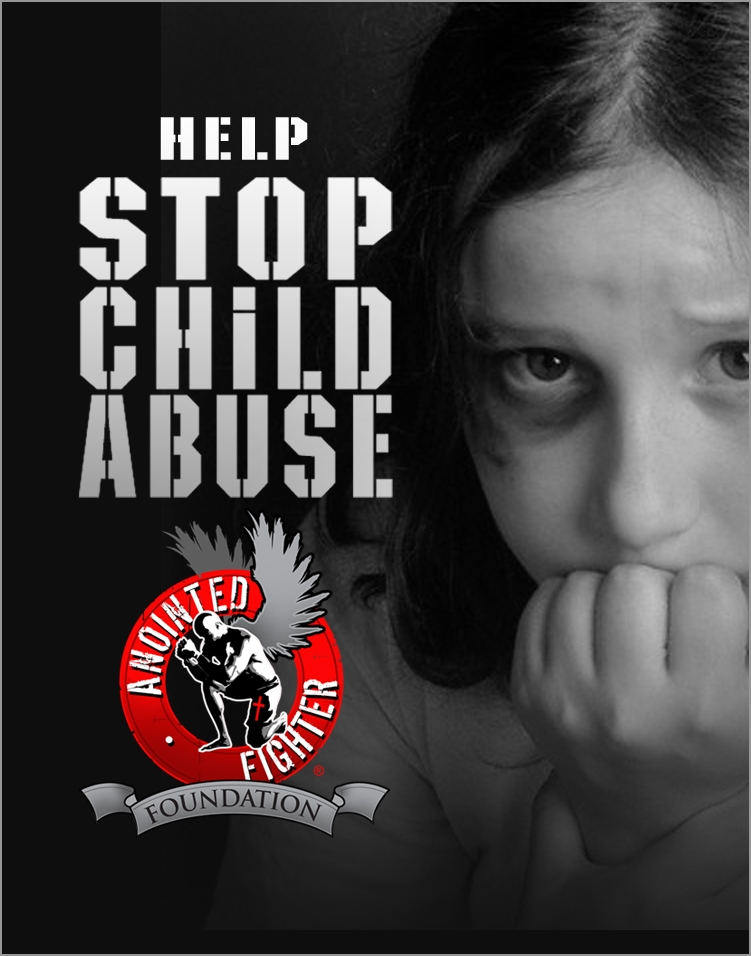 HELP
STOP
CHiLD
ABUSE
ANOINTED
FIGHTER
®
FOUNDATION